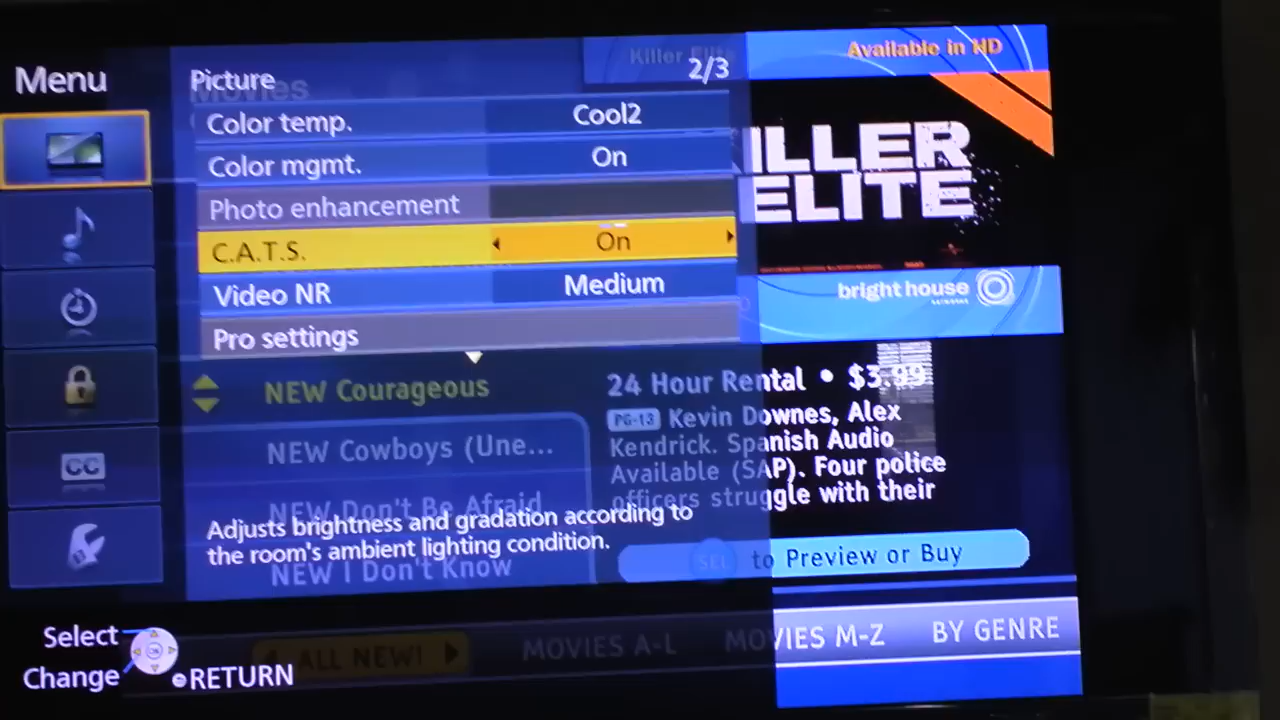 Menu
Picture
2/3
Killer Elite
Movies
Available in HD
Color temp.
Cool2
Color mgmt.
On
Photo enhancement
C.A.T.S.
On
Video NR
Medium
Pro settings
ILLER
ELITE
bright house
NETWORKS
NEW Courageous
24 Hour Rental • $3.99
PG-13 Kevin Downes, Alex
Kendrick. Spanish Audio
Available (SAP). Four police
officers struggle with their
NEW Cowboys (Une...
NEW Don't Be Afraid
Adjusts brightness and gradation according to
the room's ambient lighting condition.
NEW I Don't Know
SEL to Preview or Buy
CC
Select
Change
OK
RETURN
ALL NEW!
MOVIES A-L
MOVIES M-Z
BY GENRE